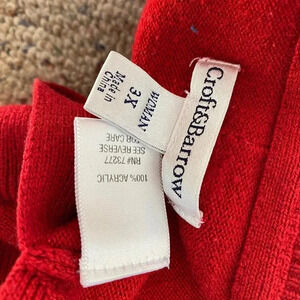 Croft&Barrow
WOMAN
3X
Made in
China
100% ACRYLIC
RN# 73277
SEE REVERSE
FOR CARE